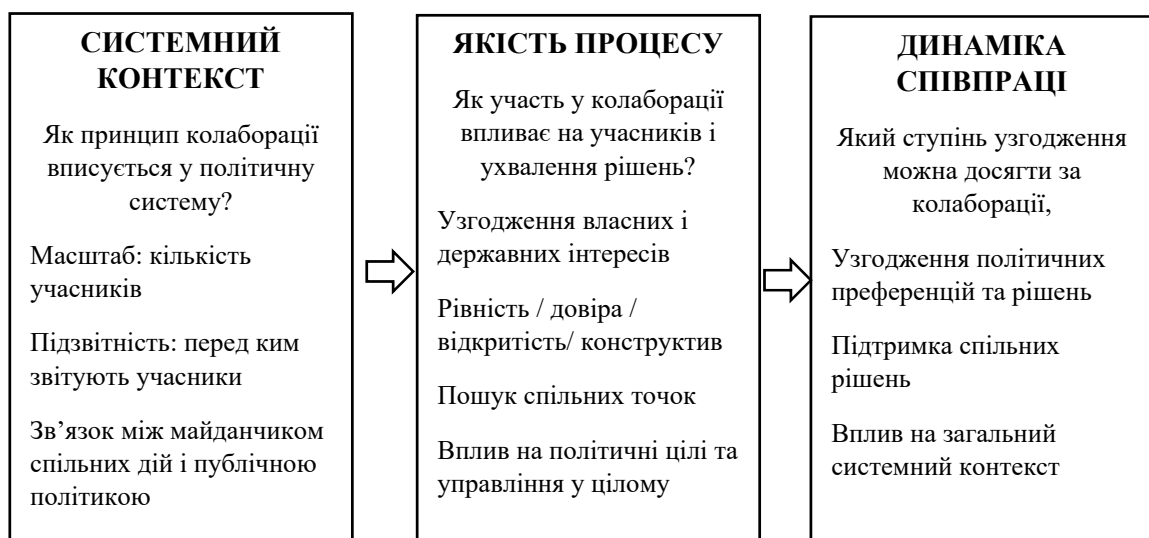 СИСТЕМНИЙ
КОНТЕКСТ
Як принцип колаборації
вписується у політичну
систему?
Масштаб: кількість
учасників
Підзвітність: перед ким
звітують учасники
Зв’язок між майданчиком
спільних дій і публічною
політикою
ЯКІСТЬ ПРОЦЕСУ
Як участь у колаборації
впливає на учасників і
ухвалення рішень?
Узгодження власних і
державних інтересів
Рівність / довіра /
відкритість/ конструктив
Пошук спільних точок
Вплив на політичні цілі та
управління у цілому
ДИНАМІКА
СПІВПРАЦІ
Який ступінь узгодження
можна досягти за
колаборації,
Узгодження політичних
преференцій та рішень
Підтримка спільних
рішень
Вплив на загальний
системний контекст